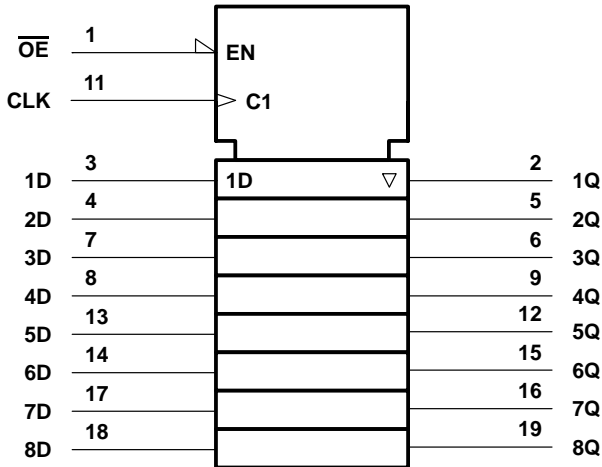 OE 1 EN
CLK 11 C1
1D 3 1D 2 1Q
2D 4 5 2Q
3D 7 6 3Q
4D 8 9 4Q
5D 13 12 5Q
6D 14 15 6Q
7D 17 16 7Q
8D 18 19 8Q